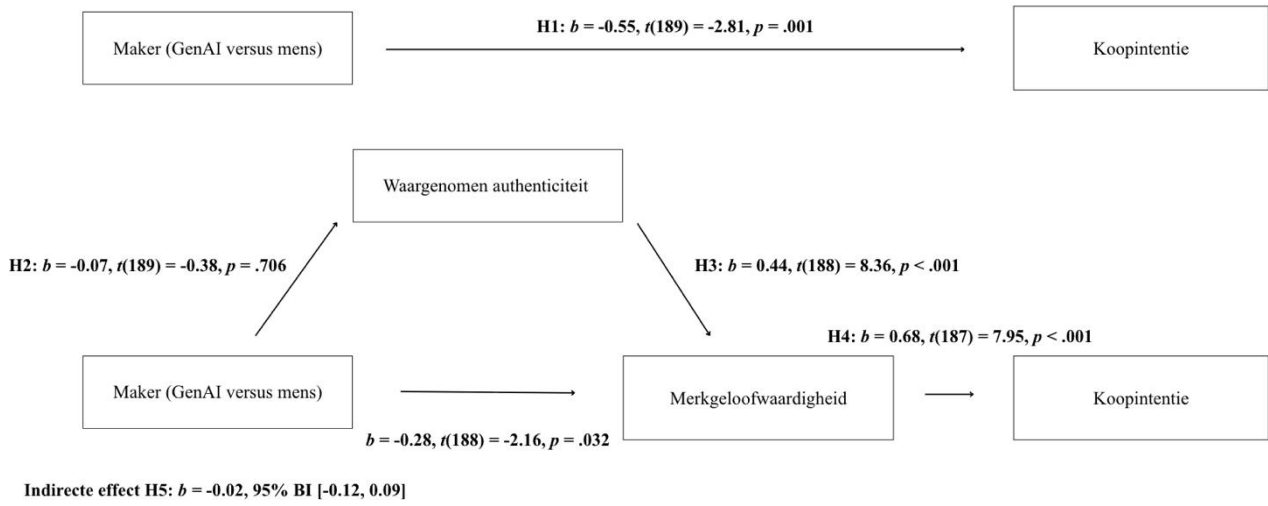 H1: b = -0.55, t(189) = -2.81, p = .001
Maker (GenAI versus mens)
Koopintentie
Waargenomen authenticiteit
H2: b = -0.07, t(189) = -0.38, p = .706
H3: b = 0.44, t(188) = 8.36, p < .001
H4: b = 0.68, t(187) = 7.95, p < .001
Maker (GenAI versus mens)
Merkgeloofwaardigheid
Koopintentie
b = -0.28, t(188) = -2.16, p = .032
Indirecte effect H5: b = -0.02, 95% BI [-0.12, 0.09]